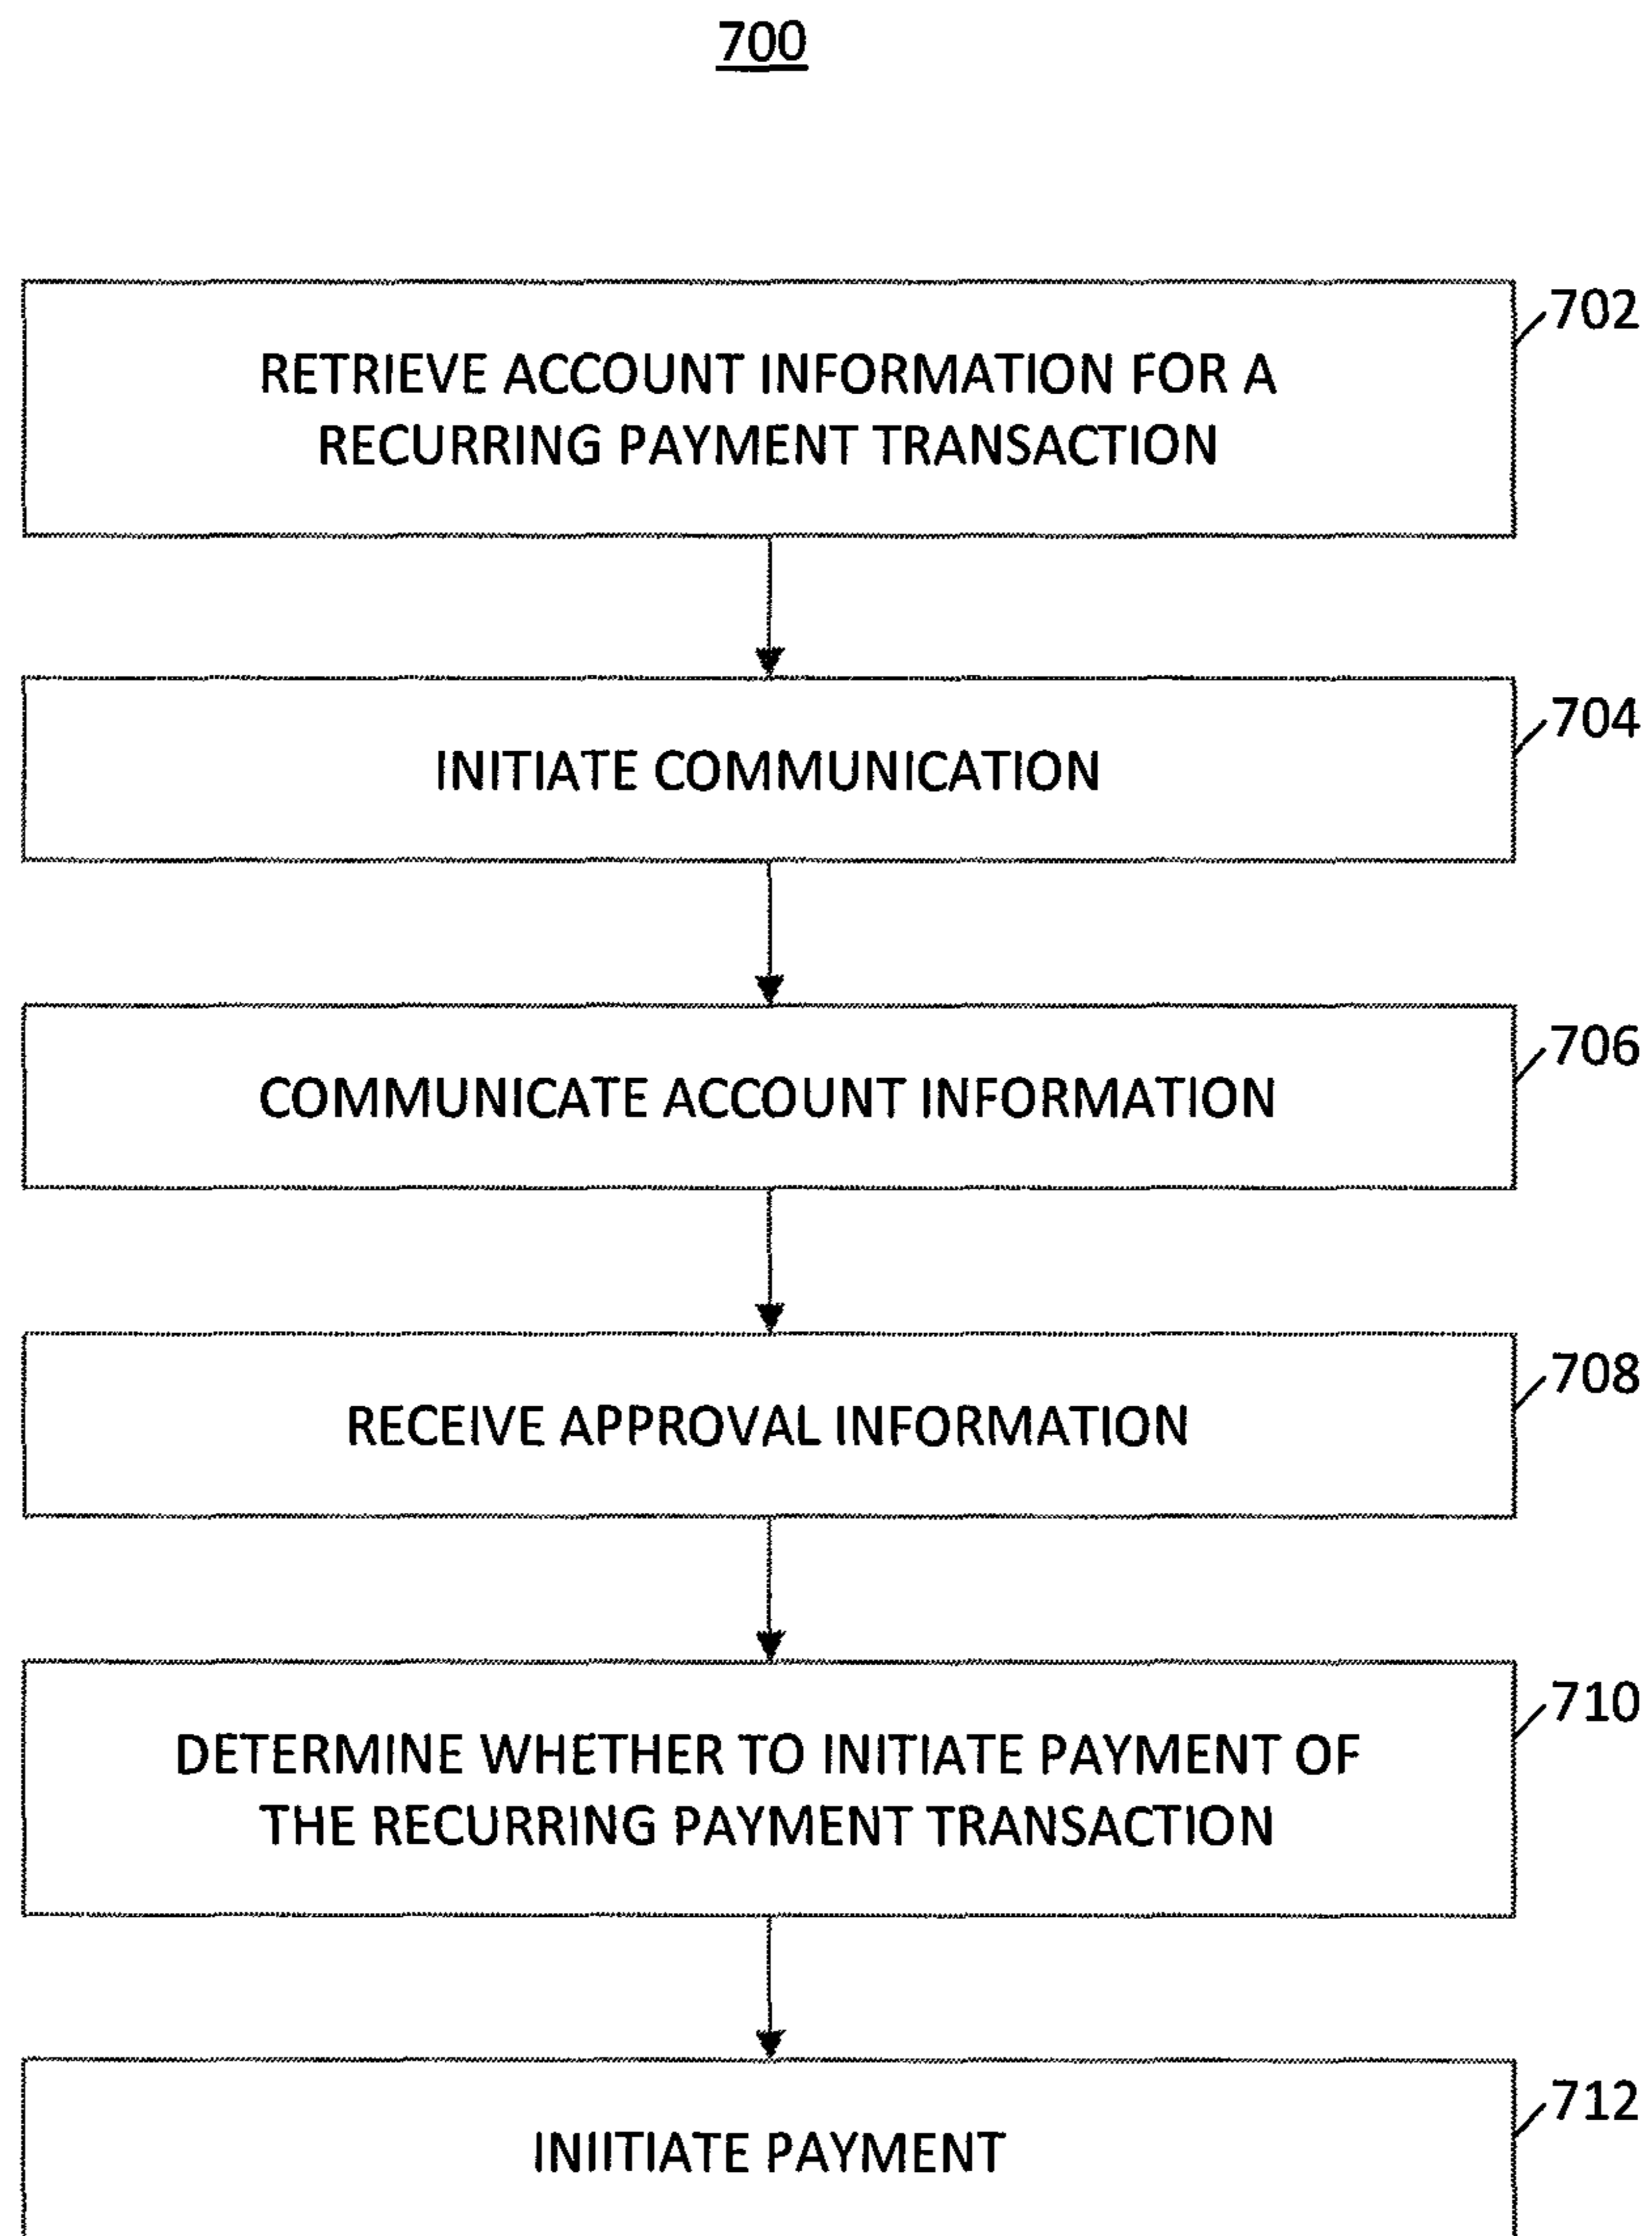 700
702
RETRIEVE ACCOUNT INFORMATION FOR A
RECURRING PAYMENT TRANSACTION
704
INITIATE COMMUNICATION
706
COMMUNICATE ACCOUNT INFORMATION
708
RECEIVE APPROVAL INFORMATION
710
DETERMINE WHETHER TO INITIATE PAYMENT OF
THE RECURRING PAYMENT TRANSACTION
712
INIITIATE PAYMENT